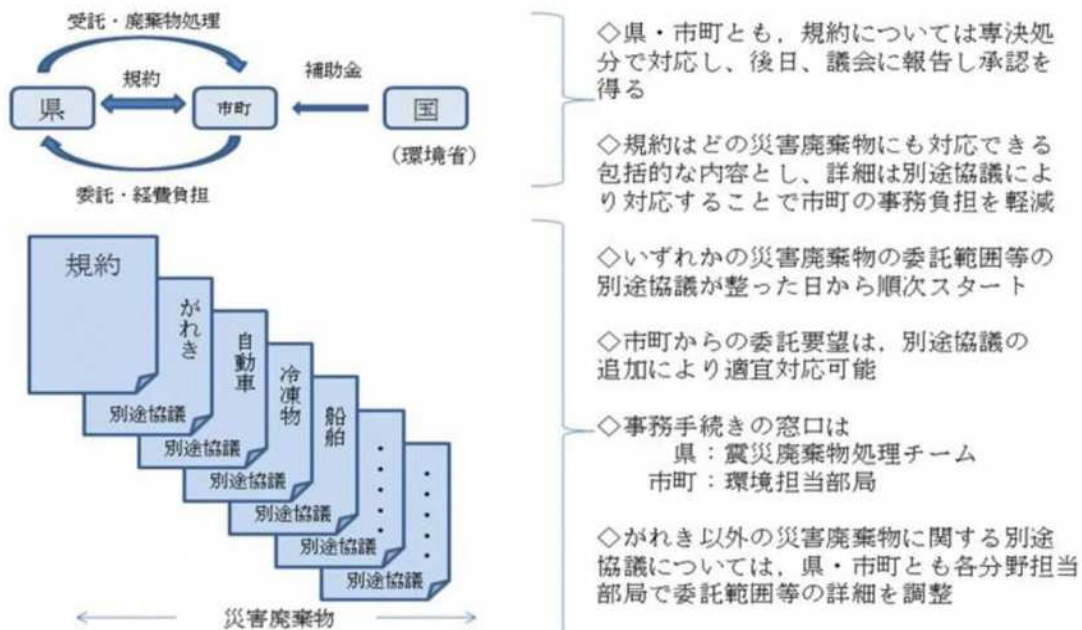 受託・廃棄物処理
規約
補助金
県
市町
国
(環境省)
委託・経費負担
規約
がれき
自動車
冷凍物
船舶
・・・・・
・・・・・
別途協議
別途協議
別途協議
別途協議
別途協議
別途協議
災害廃棄物
◇県・市町とも,規約については専決処
分で対応し、後日、議会に報告し承認を
得る
◇規約はどの災害廃棄物にも対応できる
包括的な内容とし、詳細は別途協議によ
り対応することで市町の事務負担を軽減
◇いずれかの災害廃棄物の委託範囲等の
別途協議が整った日から順次スタート
◇市町からの委託要望は,別途協議の
追加により適宜対応可能
◇事務手続きの窓口は
県:震災廃棄物処理チーム
市町:環境担当部局
◇がれき以外の災害廃棄物に関する別途
協議については,県・市町とも各分野担当
部局で委託範囲等の詳細を調整